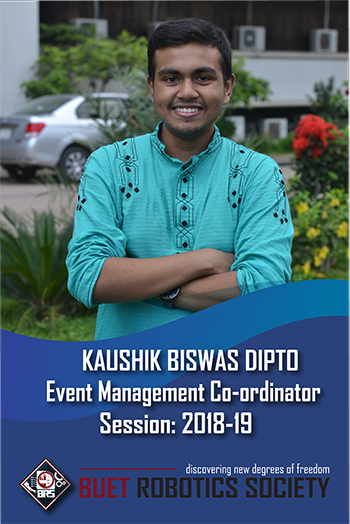 KAUSHIK BISWAS DIPTO
Event Management Co-ordinator
Session: 2018-19
discovering new degrees of freedom
BRS
BUET ROBOTICS SOCIETY